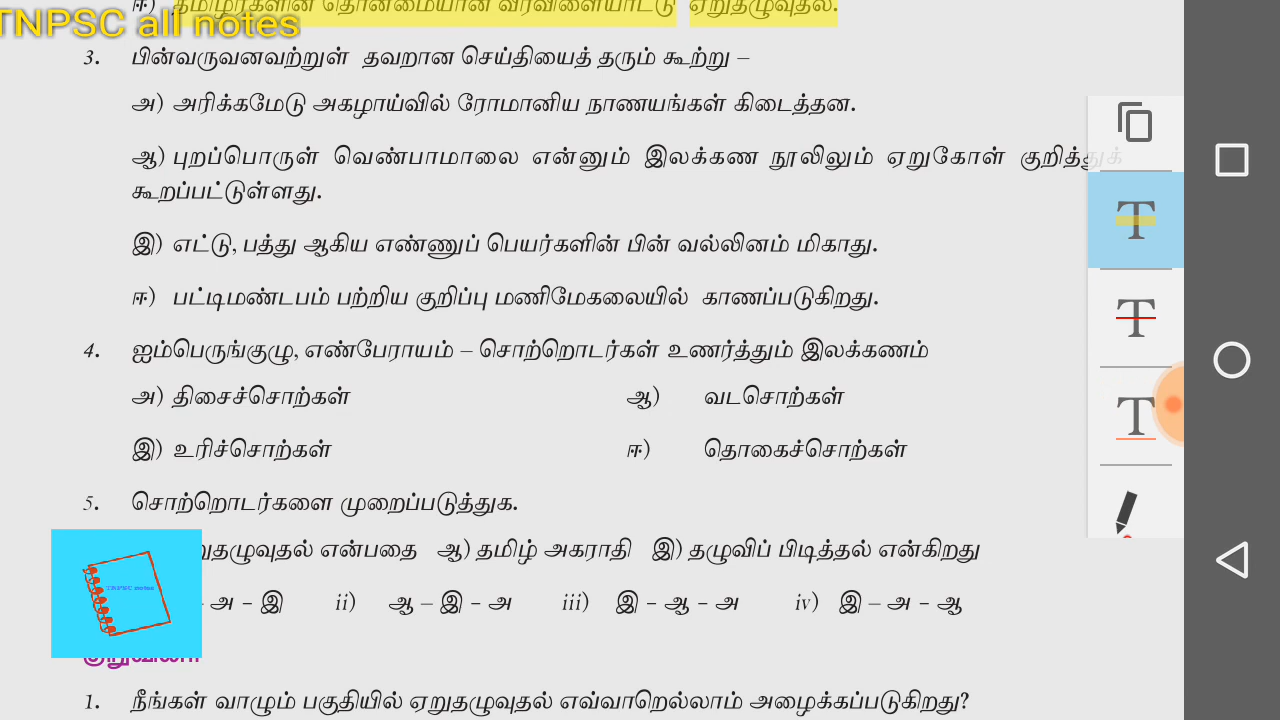 ஈ) தமிழர்களின் தொன்மையான வீரவிளையாட்டு ஏறுதழுவுதல்.
TNPSC all notes
3. பின்வருவனவற்றுள் தவறான செய்தியைத் தரும் கூற்று –
அ) அரிக்கமேடு அகழாய்வில் ரோமானிய நாணயங்கள் கிடைத்தன.
ஆ) புறப்பொருள் வெண்பாமாலை என்னும் இலக்கண நூலிலும் ஏறுகோள் குறித்துக்
கூறப்பட்டுள்ளது.
இ) எட்டு, பத்து ஆகிய எண்ணுப் பெயர்களின் பின் வல்லினம் மிகாது.
ஈ) பட்டிமண்டபம் பற்றிய குறிப்பு மணிமேகலையில் காணப்படுகிறது.
4. ஐம்பெருங்குழு, எண்பேராயம் – சொற்றொடர்கள் உணர்த்தும் இலக்கணம்
அ) திசைச்சொற்கள் ஆ) வடசொற்கள்
இ) உரிச்சொற்கள் ஈ) தொகைச்சொற்கள்
5. சொற்றொடர்களை முறைப்படுத்துக.
றுதழுவுதல் என்பதை ஆ) தமிழ் அகராதி இ) தழுவிப் பிடித்தல் என்கிறது
– அ – இ ii) ஆ – இ – அ iii) இ – ஆ – அ iv) இ – அ – ஆ
TNPSC notes
குறுவினா
1. நீங்கள் வாழும் பகுதியில் ஏறுதழுவுதல் எவ்வாறெல்லாம் அழைக்கப்படுகிறது?